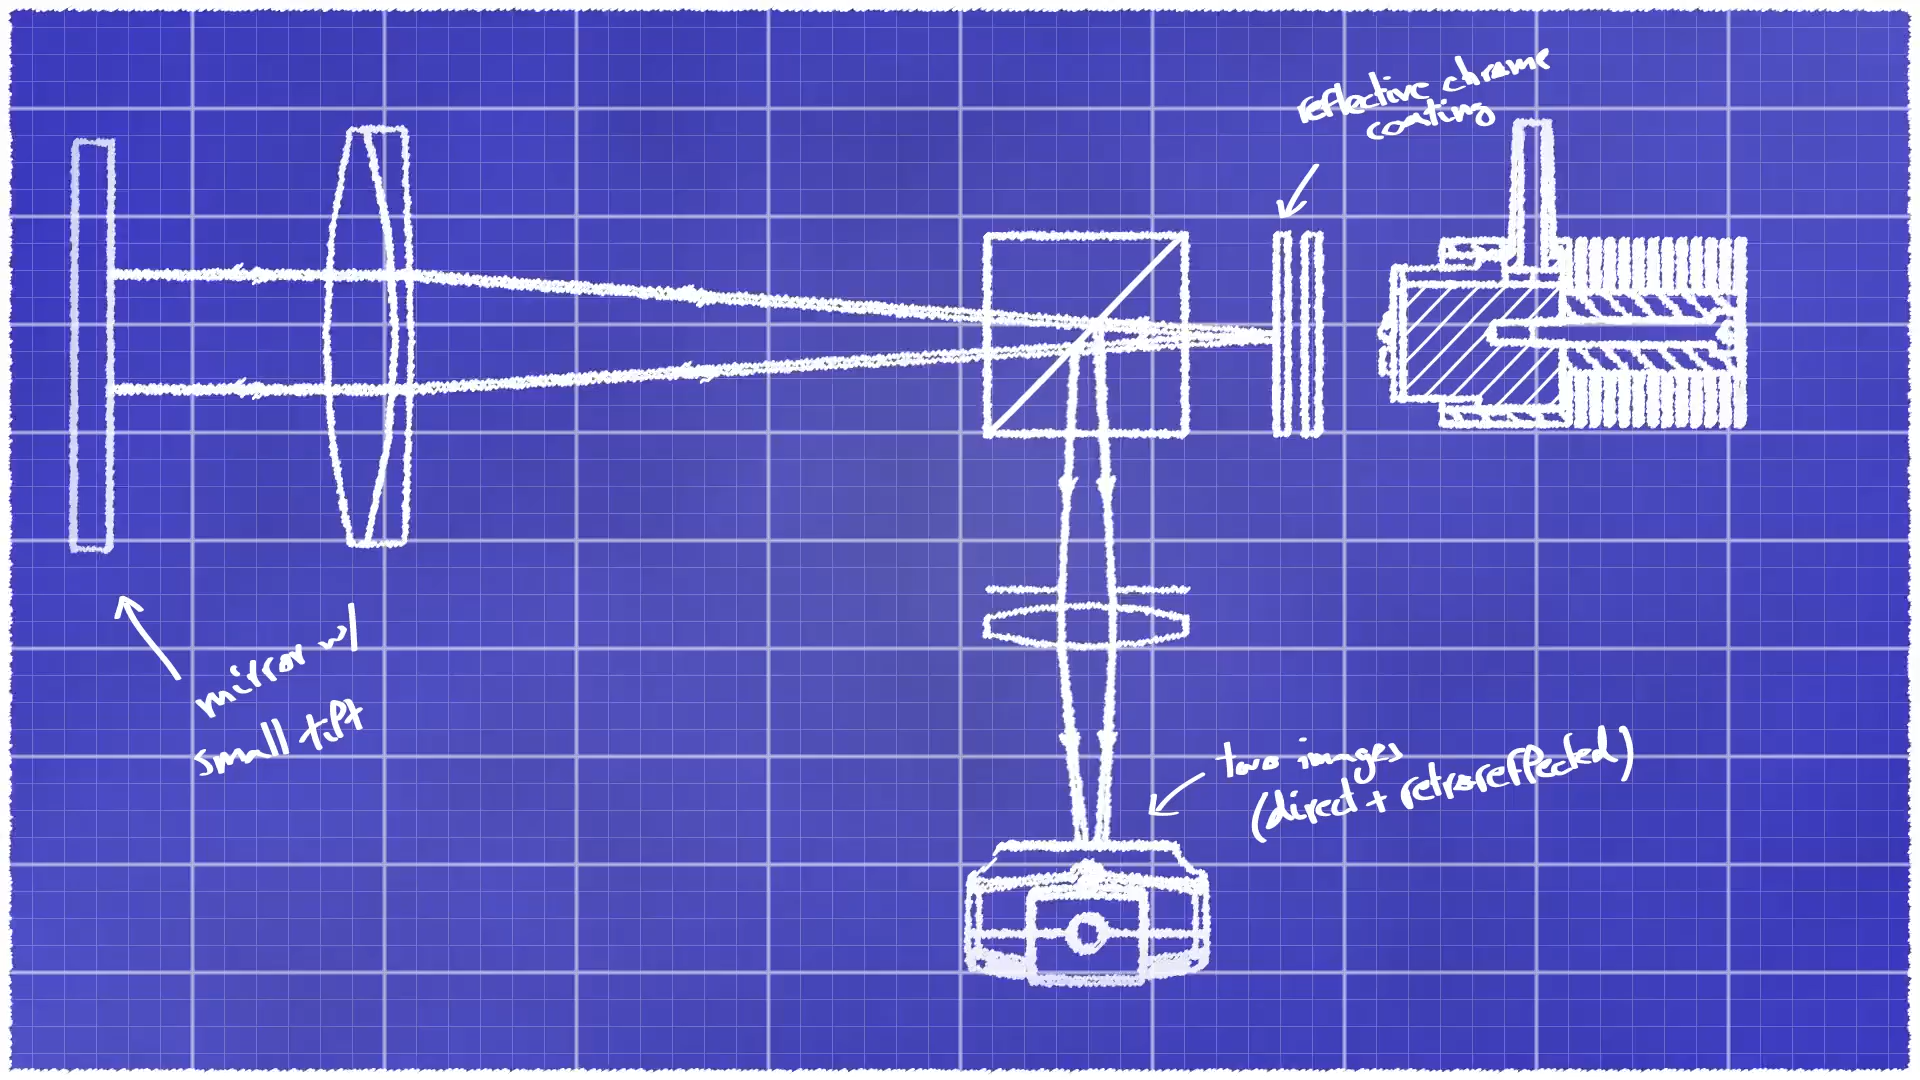 reflective chrome
coating
mirror w/
small tilt
two images
(direct + retroreflected)